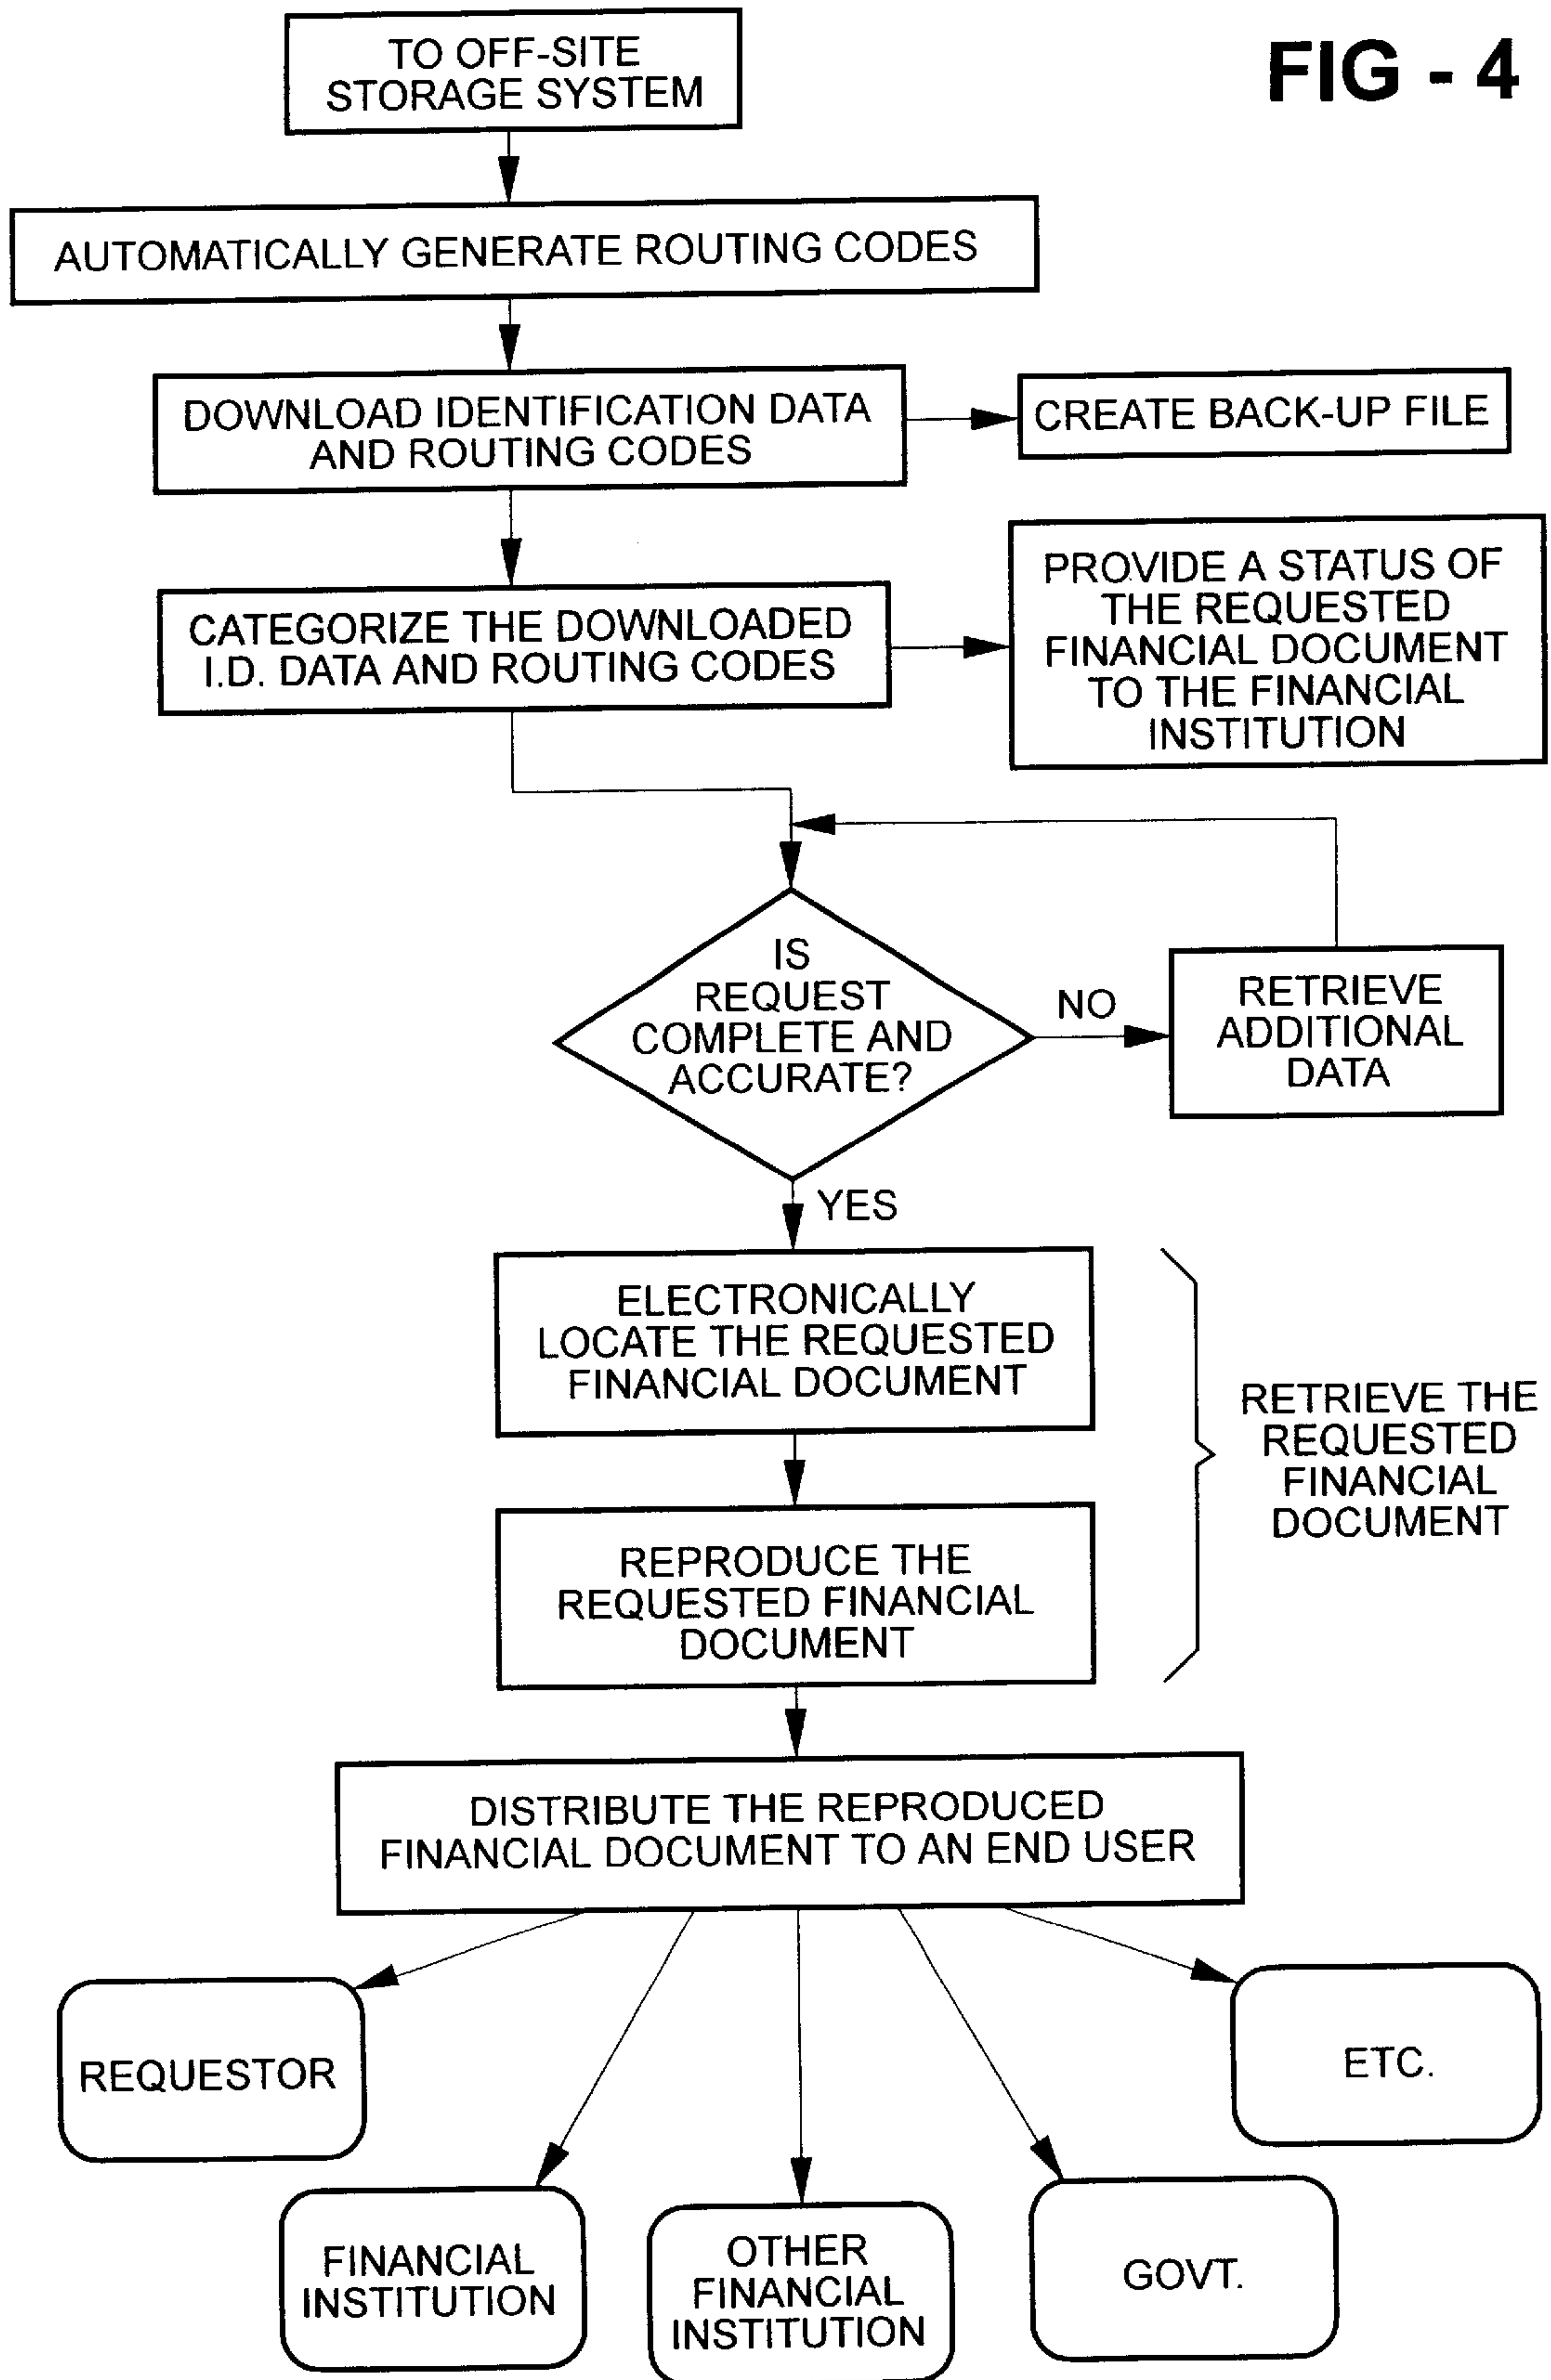 FIG - 4
TO OFF-SITE
STORAGE SYSTEM
AUTOMATICALLY GENERATE ROUTING CODES
DOWNLOAD IDENTIFICATION DATA
AND ROUTING CODES
CREATE BACK-UP FILE
CATEGORIZE THE DOWNLOADED
I.D. DATA AND ROUTING CODES
PROVIDE A STATUS OF
THE REQUESTED
FINANCIAL DOCUMENT
TO THE FINANCIAL
INSTITUTION
IS
REQUEST
COMPLETE AND
ACCURATE?
NO
RETRIEVE
ADDITIONAL
DATA
YES
ELECTRONICALLY
LOCATE THE REQUESTED
FINANCIAL DOCUMENT
REPRODUCE THE
REQUESTED FINANCIAL
DOCUMENT
RETRIEVE THE
REQUESTED
FINANCIAL
DOCUMENT
DISTRIBUTE THE REPRODUCED
FINANCIAL DOCUMENT TO AN END USER
REQUESTOR
FINANCIAL
INSTITUTION
OTHER
FINANCIAL
INSTITUTION
GOVT.
ETC.